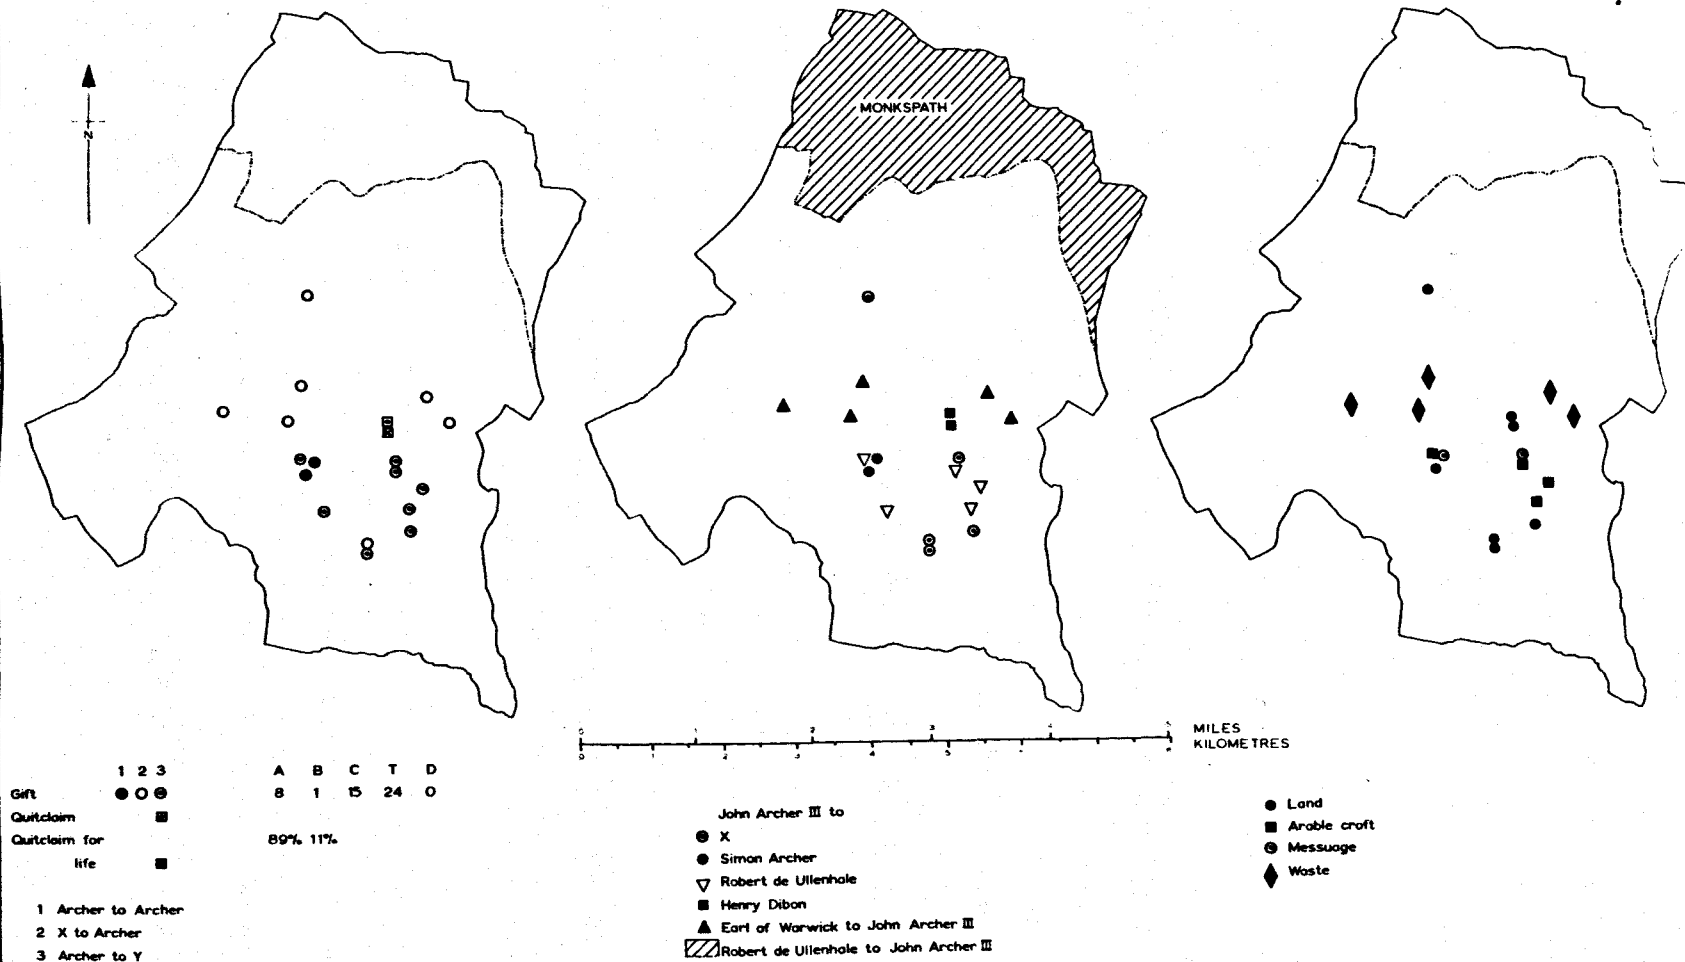 N
MONKSPATH
MILES
KILOMETRES
1 2 3 A B C T D
Gift 8 1 15 24 0
Quitclaim
Quitclaim for 89% 11%
life
1 Archer to Archer
2 X to Archer
3 Archer to Y
John Archer III to
X
Simon Archer
Robert de Ullenhale
Henry Dibon
Earl of Warwick to John Archer III
Robert de Ullenhale to John Archer III
Land
Arable croft
Messuage
Waste